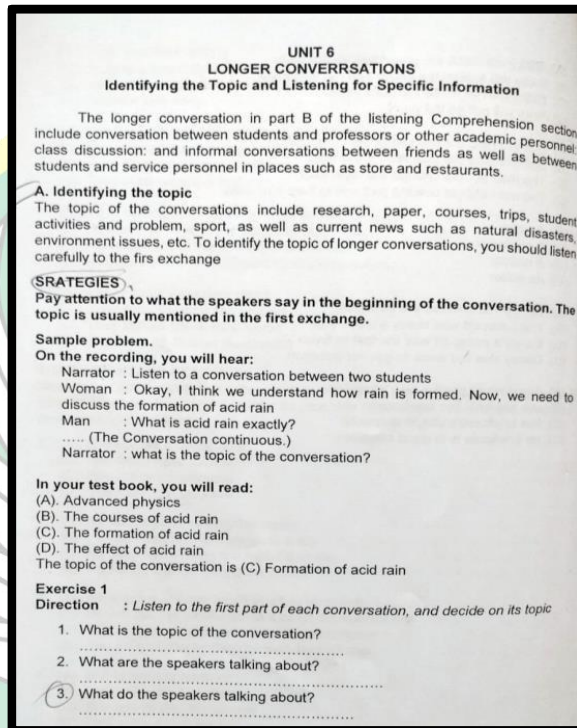 UNIT 6
LONGER CONVERRSATIONS
Identifying the Topic and Listening for Specific Information
The longer conversation in part B of the listening Comprehension section
include conversation between students and professors or other academic personnel;
class discussion: and informal conversations between friends as well as between
students and service personnel in places such as store and restaurants.
A. Identifying the topic
The topic of the conversations include research, paper, courses, trips, student
activities and problem, sport, as well as current news such as natural disasters,
environment issues, etc. To identify the topic of longer conversations, you should listen
carefully to the firs exchange
SRATEGIES
Pay attention to what the speakers say in the beginning of the conversation. The
topic is usually mentioned in the first exchange.
Sample problem.
On the recording, you will hear:
Narrator : Listen to a conversation between two students
Woman : Okay, I think we understand how rain is formed. Now, we need to
discuss the formation of acid rain
Man : What is acid rain exactly?
..... (The Conversation continuous.)
Narrator : what is the topic of the conversation?
In your test book, you will read:
(A). Advanced physics
(B). The courses of acid rain
(C). The formation of acid rain
(D). The effect of acid rain
The topic of the conversation is (C) Formation of acid rain
Exercise 1
Direction : Listen to the first part of each conversation, and decide on its topic
1. What is the topic of the conversation?
..................................................
2. What are the speakers talking about?
..................................................
3. What do the speakers talking about?
..................................................